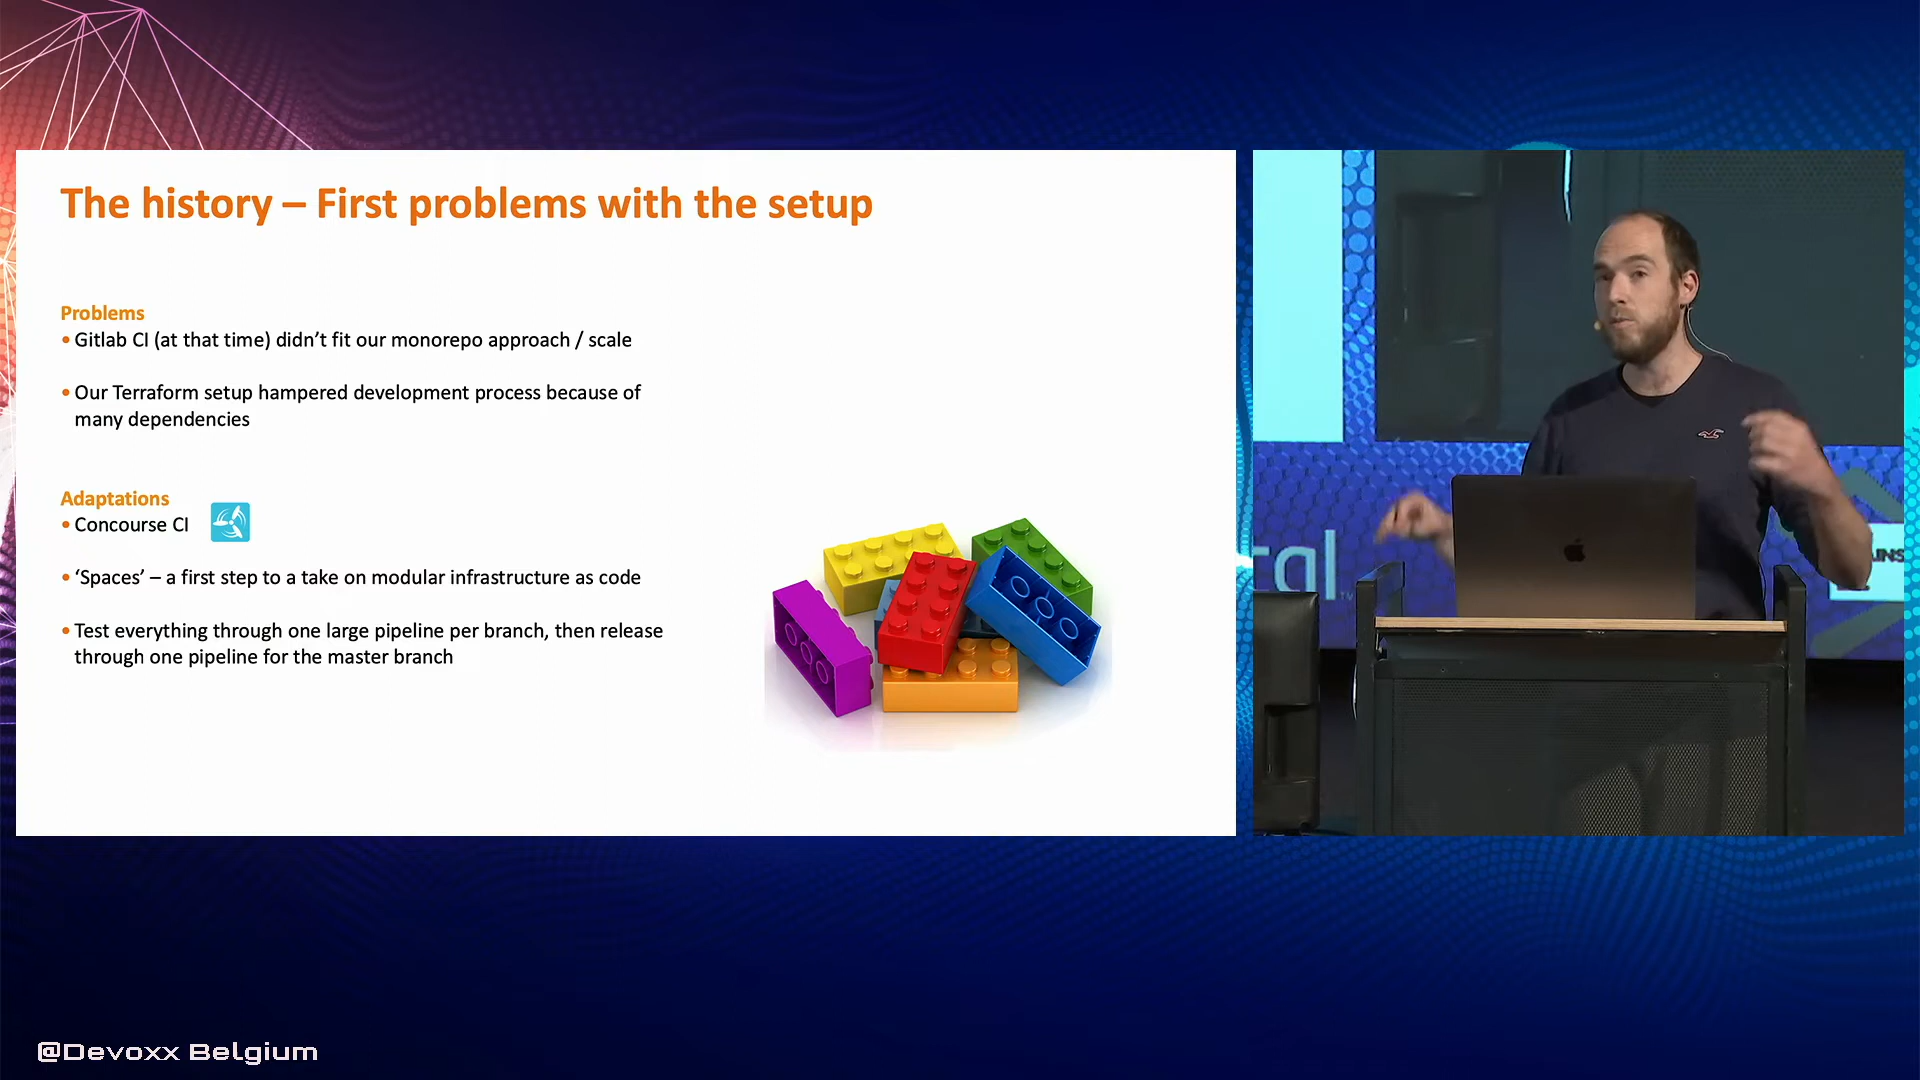 The history – First problems with the setup
Problems
• Gitlab CI (at that time) didn’t fit our monorepo approach / scale
• Our Terraform setup hampered development process because of
many dependencies
Adaptations
• Concourse CI
• ‘Spaces’ – a first step to a take on modular infrastructure as code
• Test everything through one large pipeline per branch, then release
through one pipeline for the master branch
@Devoxx Belgium